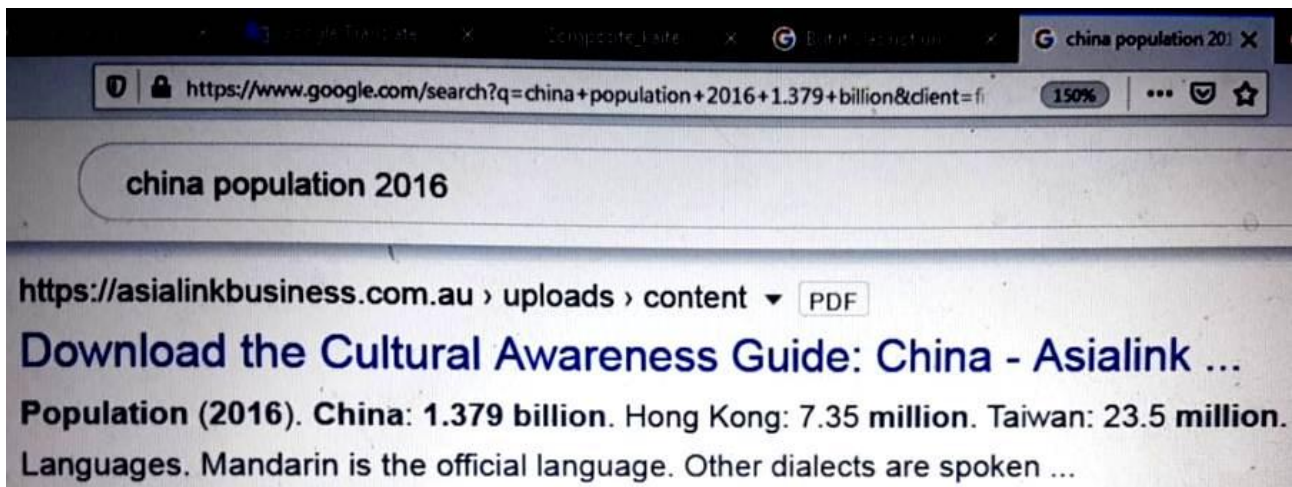 Google Translate
china population 201
https://www.google.com/search?q=china+population+2016+1.379+billion&client=fi
150%
china population 2016
https://asialinkbusiness.com.au › uploads › content PDF
Download the Cultural Awareness Guide: China - Asialink ...
Population (2016). China: 1.379 billion. Hong Kong: 7.35 million. Taiwan: 23.5 million.
Languages. Mandarin is the official language. Other dialects are spoken ...